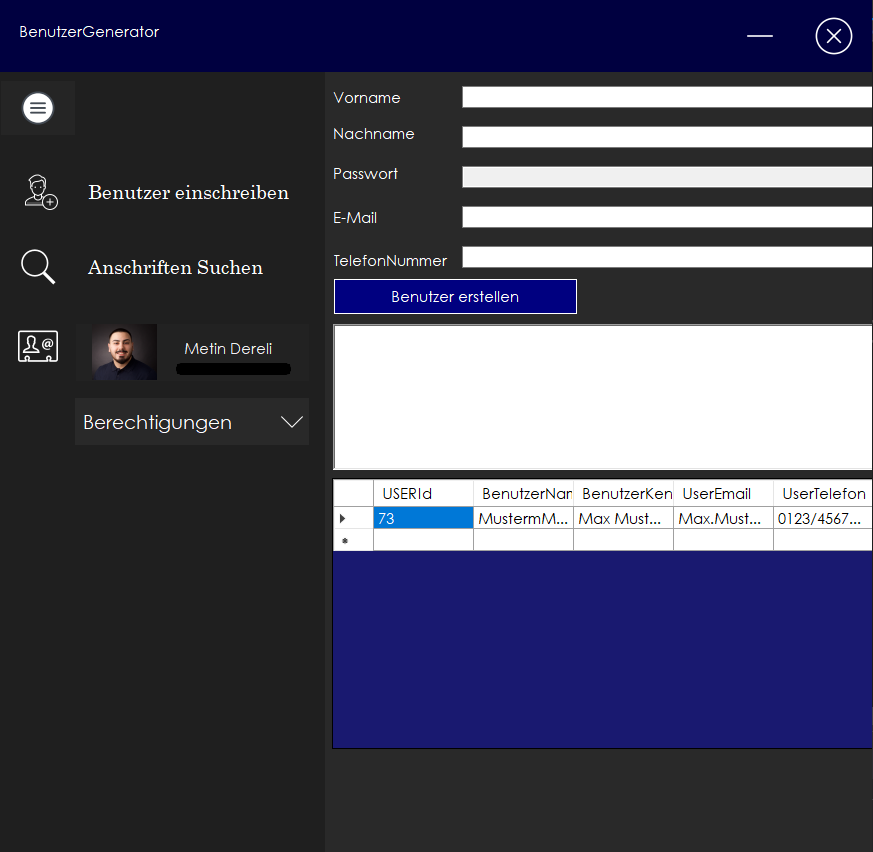 BenutzerGenerator
Benutzer einschreiben
Anschriften Suchen
Metin Dereli
Berechtigungen
Vorname
Nachname
Passwort
E-Mail
TelefonNummer
Benutzer erstellen
USERId BenutzerNar BenutzerKen UserEmail UserTelefon
73 MustermM... Max Must... Max.Must... 0123/4567...